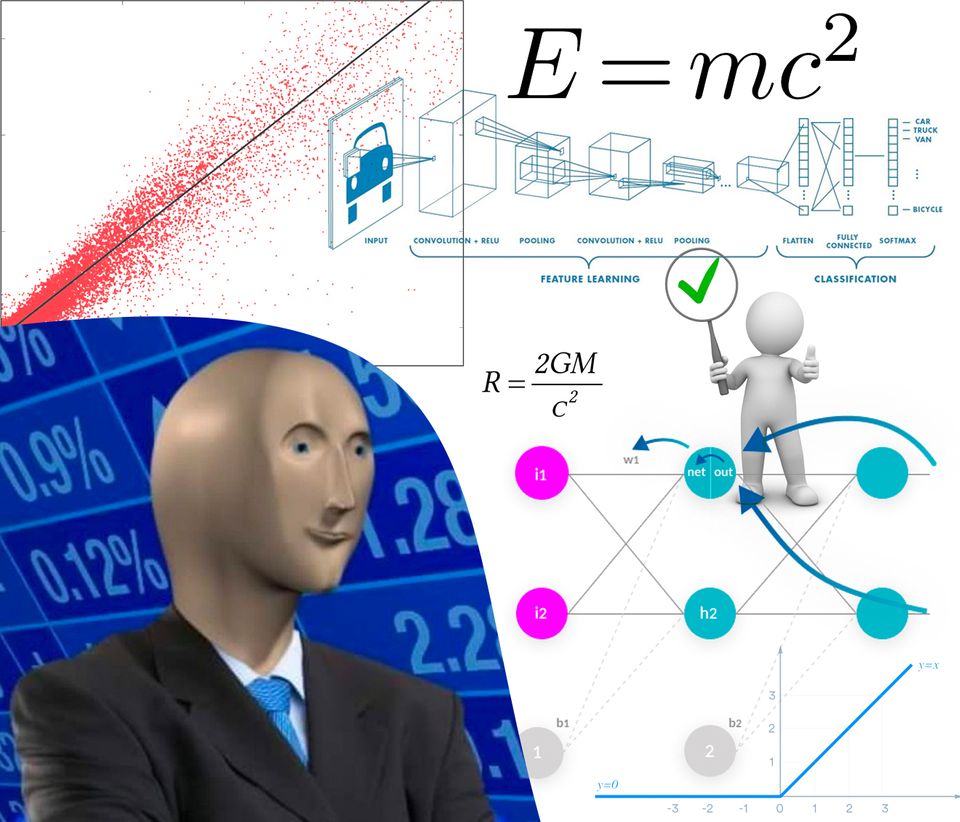 E = mc²
CAR
TRUCK
VAN
BICYCLE
INPUT
CONVOLUTION + RELU
POOLING
CONVOLUTION + RELU
POOLING
FLATTEN
FULLY
CONNECTED
SOFTMAX
FEATURE LEARNING
CLASSIFICATION
R = 2GM
c²
w1
i1
net
out
i2
h2
b1
b2
1
2
y=x
3
2
1
y=0
-3
-2
-1
0
1
2
3
0.9%
0.12%
1.28
2.2